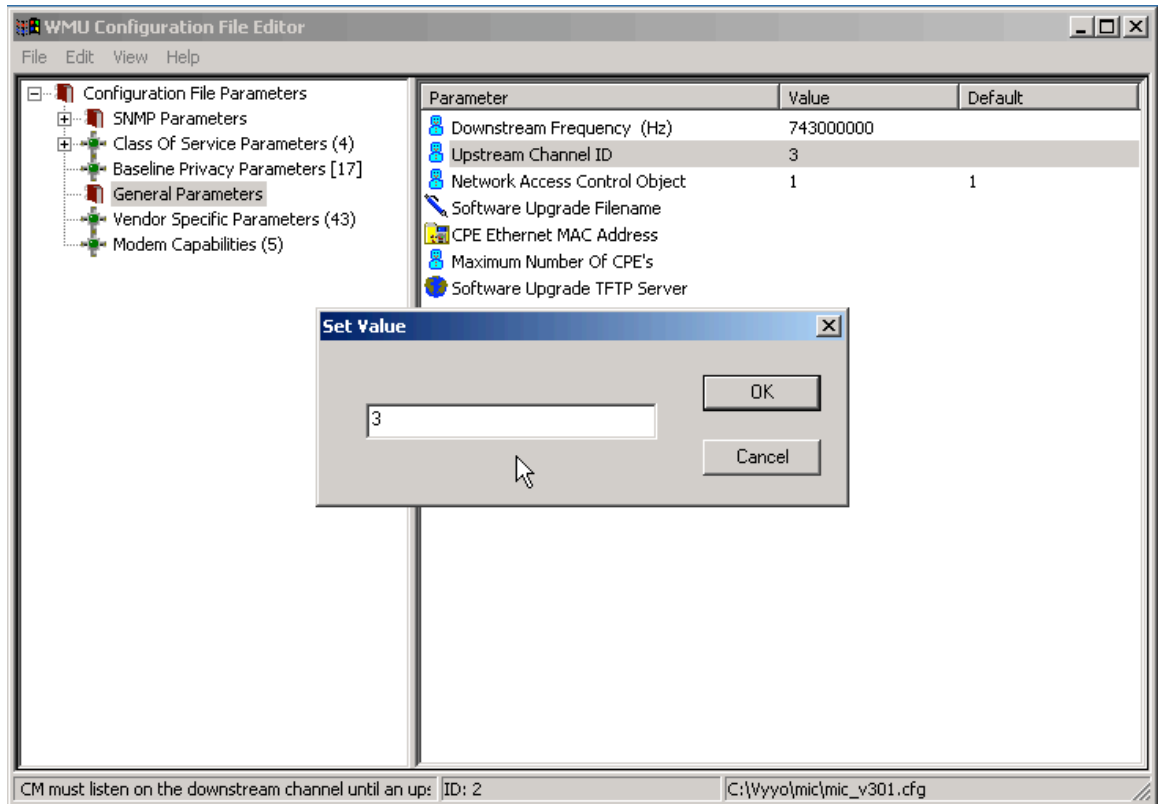 WMU Configuration File Editor
File Edit View Help
Configuration File Parameters
SNMP Parameters
Class Of Service Parameters (4)
Baseline Privacy Parameters [17]
General Parameters
Vendor Specific Parameters (43)
Modem Capabilities (5)
Parameter Value Default
Downstream Frequency (Hz) 743000000
Upstream Channel ID 3
Network Access Control Object 1 1
Software Upgrade Filename
CPE Ethernet MAC Address
Maximum Number Of CPE's
Software Upgrade TFTP Server
Set Value
3
OK
Cancel
CM must listen on the downstream channel until an ups ID: 2 C:\Vyyo\mic\mic_v301.cfg